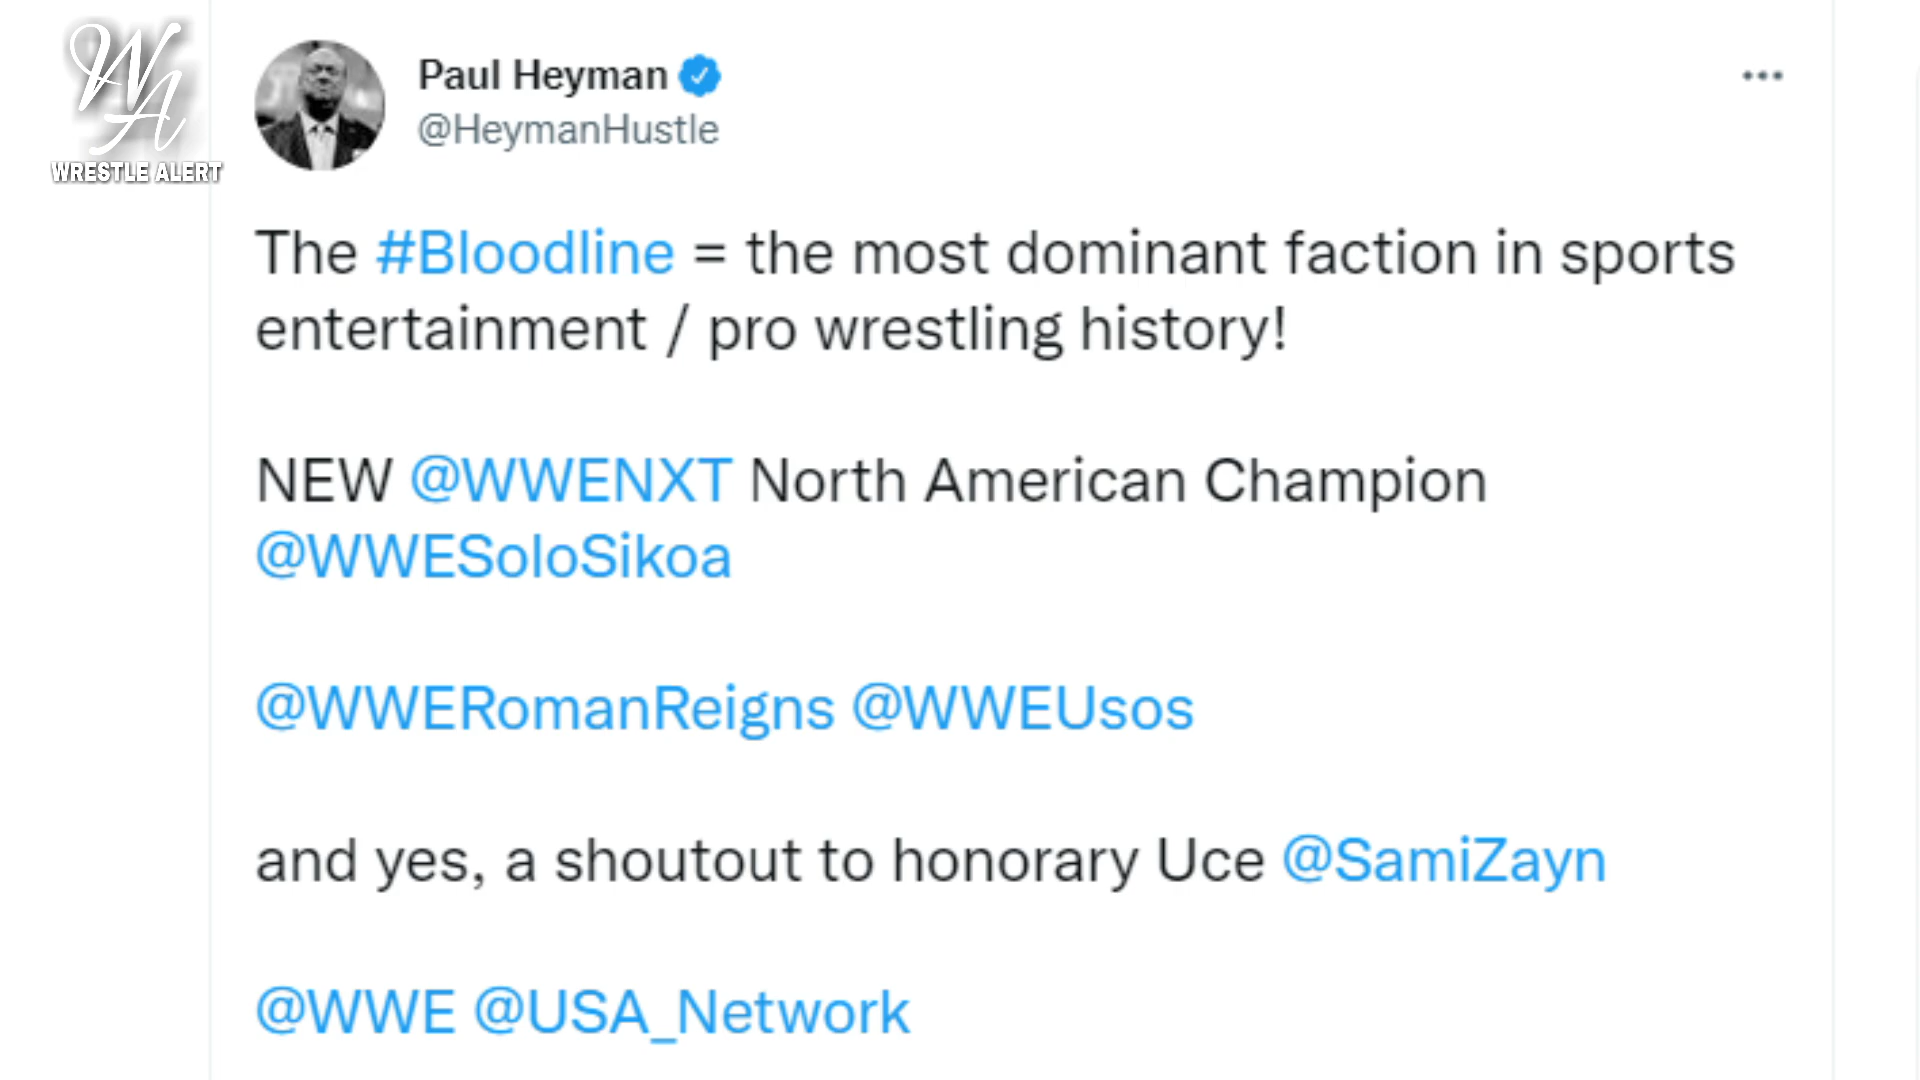 WA
WRESTLE ALERT
Paul Heyman
@HeymanHustle
The #Bloodline = the most dominant faction in sports
entertainment / pro wrestling history!
NEW @WWENXT North American Champion
@WWESoloSikoa
@WWERomanReigns @WWEUsos
and yes, a shoutout to honorary Uce @SamiZayn
@WWE @USA_Network